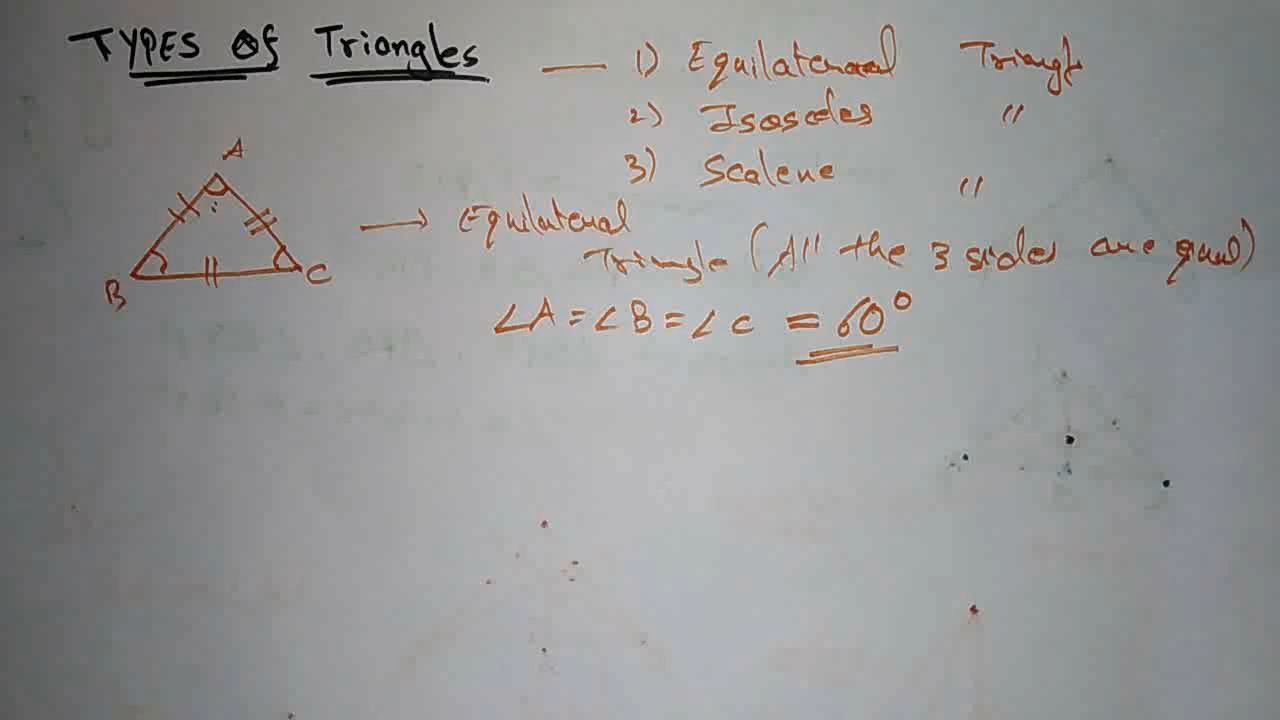 TYPES Of Triangles
1) Equilateral Triangle
2) Isosceles "
3) Scalene "
A
B
C
Equilateral
Triangle (All the 3 sides are equal)
∠A = ∠B = ∠C = 60°